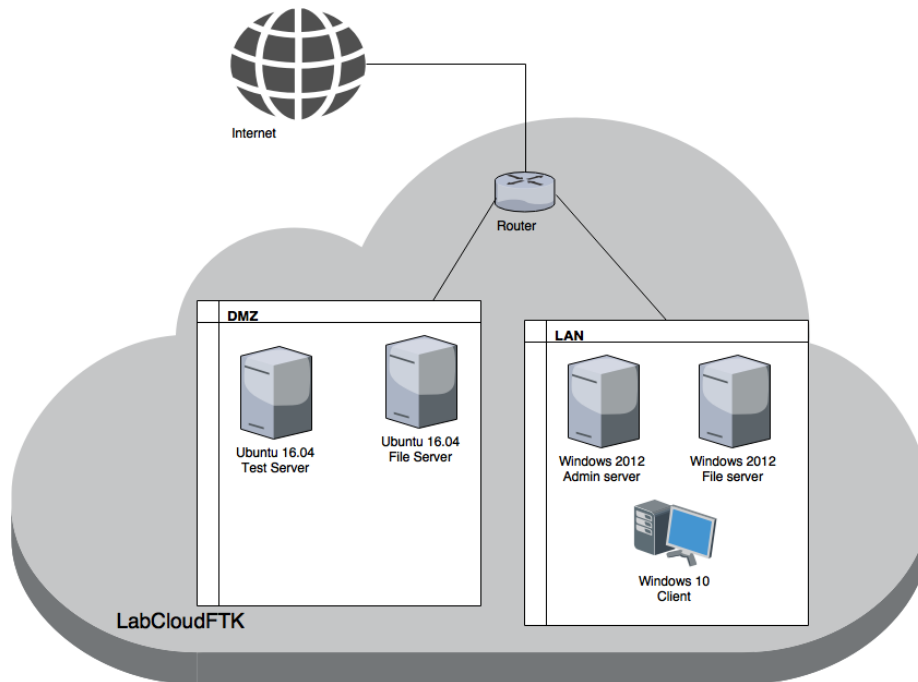 Internet
Router
DMZ
LAN
Ubuntu 16.04
Test Server
Ubuntu 16.04
File Server
Windows 2012
Admin server
Windows 2012
File server
Windows 10
Client
LabCloudFTK